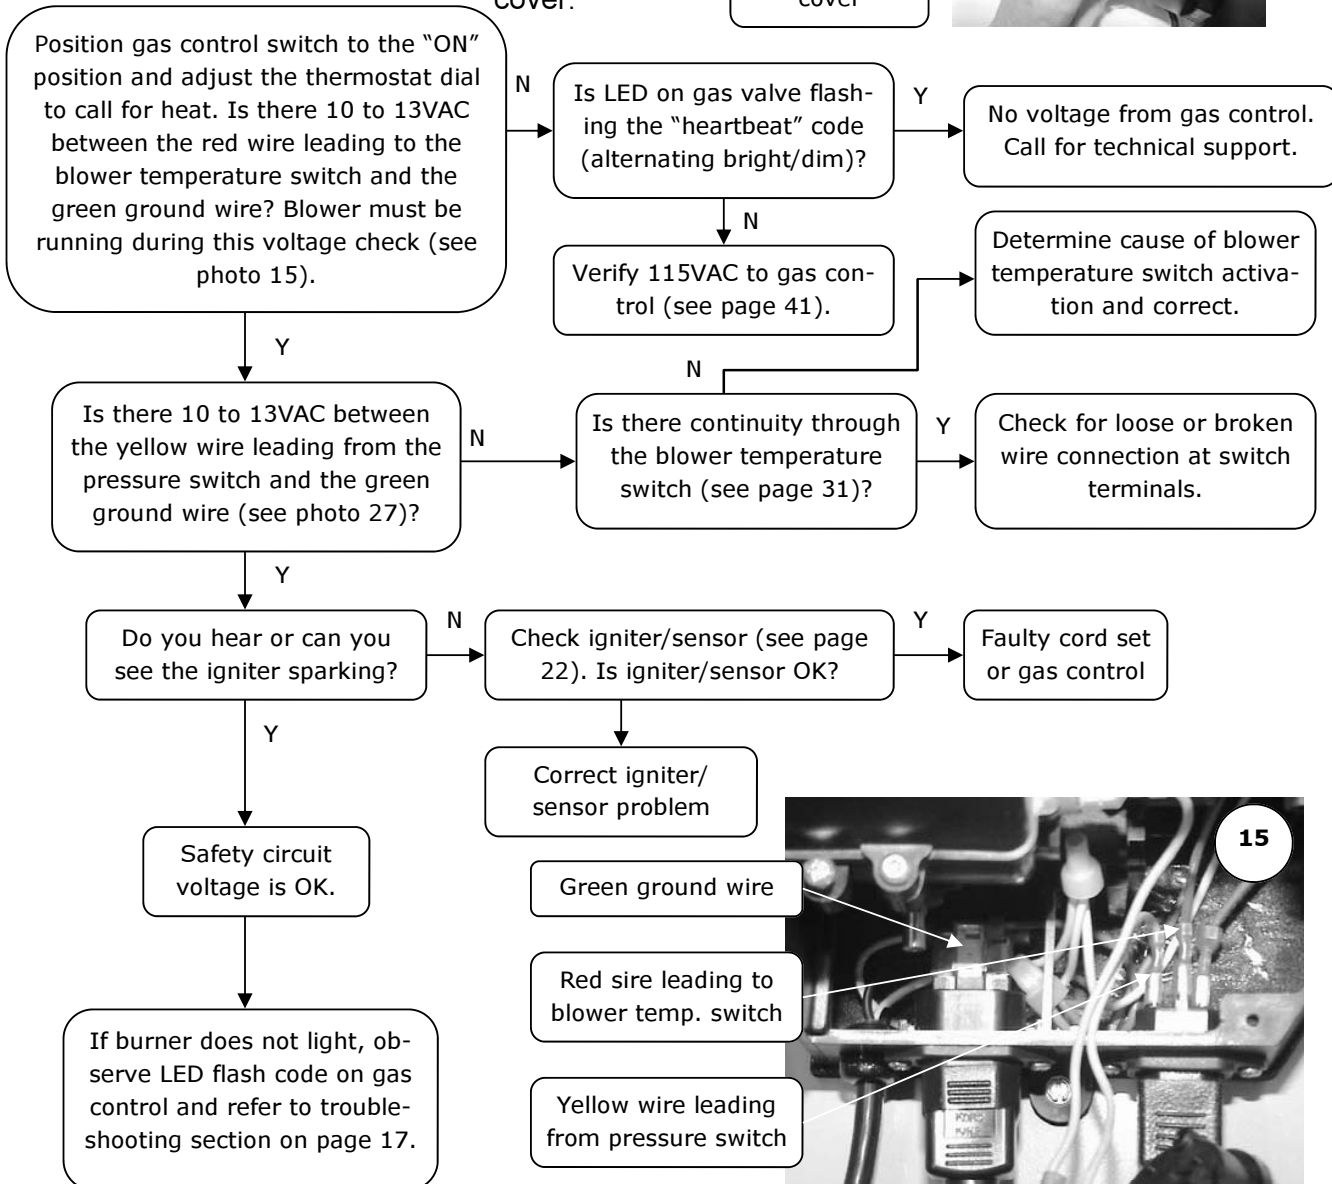 cover.
cover
Position gas control switch to the “ON”
position and adjust the thermostat dial
to call for heat. Is there 10 to 13VAC
between the red wire leading to the
blower temperature switch and the
green ground wire? Blower must be
running during this voltage check (see
photo 15).
N
Is LED on gas valve flash-
ing the “heartbeat” code
(alternating bright/dim)?
Y
No voltage from gas control.
Call for technical support.
N
Verify 115VAC to gas con-
trol (see page 41).
Determine cause of blower
temperature switch activa-
tion and correct.
Y
N
Is there 10 to 13VAC between
the yellow wire leading from the
pressure switch and the green
ground wire (see photo 27)?
N
Is there continuity through
the blower temperature
switch (see page 31)?
Y
Check for loose or broken
wire connection at switch
terminals.
Y
Do you hear or can you
see the igniter sparking?
N
Check igniter/sensor (see page
22). Is igniter/sensor OK?
Y
Faulty cord set
or gas control
Y
Correct igniter/
sensor problem
Safety circuit
voltage is OK.
15
Green ground wire
Red sire leading to
blower temp. switch
Yellow wire leading
from pressure switch
If burner does not light, ob-
serve LED flash code on gas
control and refer to trouble-
shooting section on page 17.